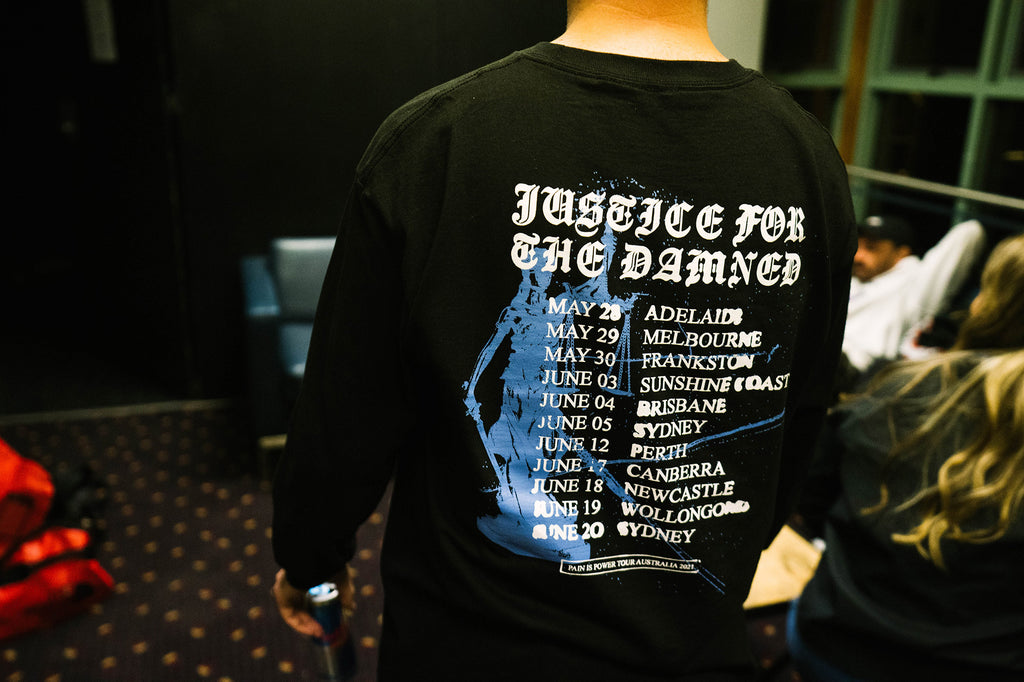 JUSTICE FOR
THE DAMNED
MAY 28 ADELAIDE
MAY 29 MELBOURNE
MAY 30 FRANKSTON
JUNE 03 SUNSHINE COAST
JUNE 04 BRISBANE
JUNE 05 SYDNEY
JUNE 12 PERTH
JUNE 17 CANBERRA
JUNE 18 NEWCASTLE
JUNE 19 WOLLONGONG
JUNE 20 SYDNEY
PAIN IS POWER TOUR AUSTRALIA 2021